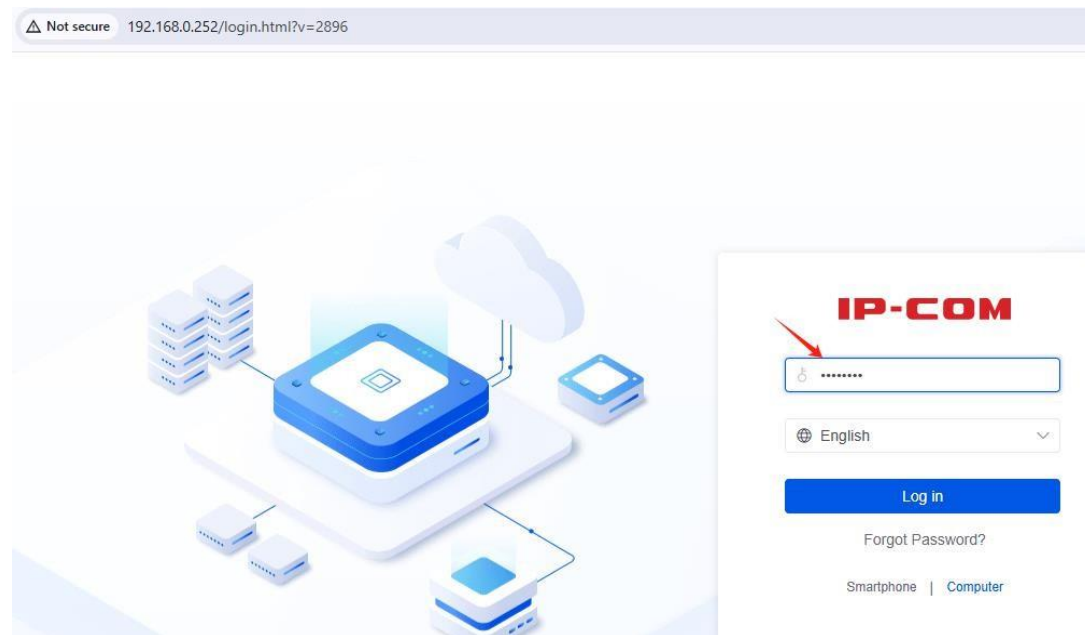 Not secure 192.168.0.252/login.html?v=2896
IP-COM
••••••••
English
Log in
Forgot Password?
Smartphone | Computer